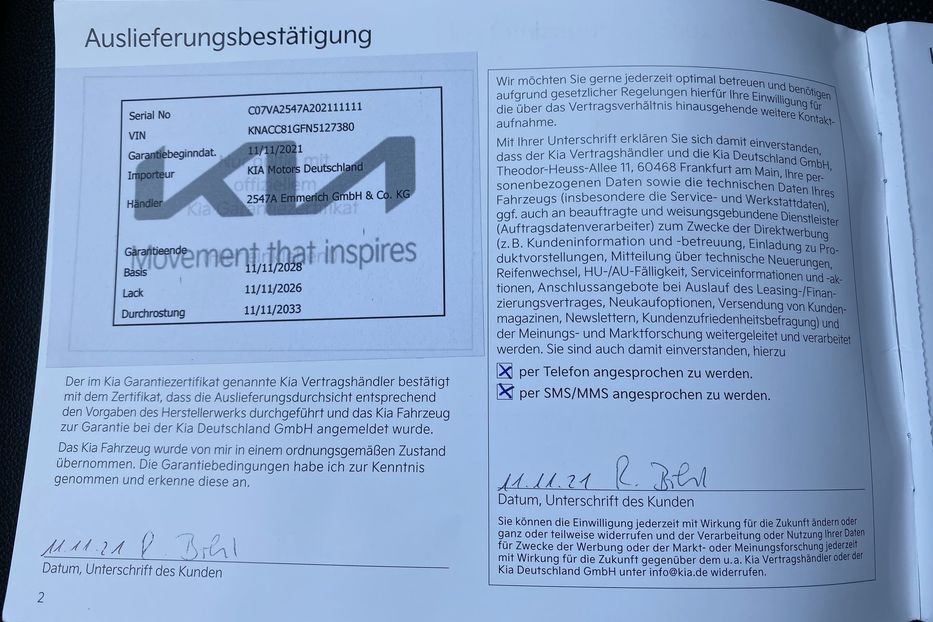 Auslieferungsbestätigung
Serial No C07VA2547A202111111
VIN KNACC81GFN5127380
Garantiebeginndat. 11/11/2021
Importeur KIA Motors Deutschland
Händler 2547A Emmerich GmbH & Co. KG
KIA
Movement that inspires
Garantieende
Basis 11/11/2028
Lack 11/11/2026
Durchrostung 11/11/2033
Der im Kia Garantiezertifikat genannte Kia Vertragshändler bestätigt
mit dem Zertifikat, dass die Auslieferungsdurchsicht entsprechend
den Vorgaben des Herstellerwerks durchgeführt und das Kia Fahrzeug
zur Garantie bei der Kia Deutschland GmbH angemeldet wurde.
Das Kia Fahrzeug wurde von mir in einem ordnungsgemäßen Zustand
übernommen. Die Garantiebedingungen habe ich zur Kenntnis
genommen und erkenne diese an.
11.11.21
Datum, Unterschrift des Kunden
2
Wir möchten Sie gerne jederzeit optimal betreuen und benötigen
aufgrund gesetzlicher Regelungen hierfür Ihre Einwilligung für
die über das Vertragsverhältnis hinausgehende weitere Kontakt-
aufnahme.
Mit Ihrer Unterschrift erklären Sie sich damit einverstanden,
dass der Kia Vertragshändler und die Kia Deutschland GmbH,
Theodor-Heuss-Allee 11, 60468 Frankfurt am Main, Ihre per-
sonenbezogenen Daten sowie die technischen Daten Ihres
Fahrzeugs (insbesondere die Service- und Werkstattdaten),
ggf. auch an beauftragte und weisungsgebundene Dienstleister
(Auftragsdatenverarbeiter) zum Zwecke der Direktwerbung
(z.B. Kundeninformation und -betreuung, Einladung zu Pro-
duktvorstellungen, Mitteilung über technische Neuerungen,
Reifenwechsel, HU-/AU-Fälligkeit, Serviceinformationen und -ak-
tionen, Anschlussangebote bei Auslauf des Leasing-/Finan-
zierungsvertrages, Neukaufoptionen, Versendung von Kunden-
magazinen, Newslettern, Kundenzufriedenheitsbefragung) und
der Meinungs- und Marktforschung weitergeleitet und verarbeitet
werden. Sie sind auch damit einverstanden, hierzu
per Telefon angesprochen zu werden.
per SMS/MMS angesprochen zu werden.
11.11.21 R.
Datum, Unterschrift des Kunden
Sie können die Einwilligung jederzeit mit Wirkung für die Zukunft ändern oder
ganz oder teilweise widerrufen und der Verarbeitung oder Nutzung Ihrer Daten
für Zwecke der Werbung oder der Markt- oder Meinungsforschung jederzeit
mit Wirkung für die Zukunft gegenüber dem u.a. Kia Vertragshändler oder der
Kia Deutschland GmbH unter info@kia.de widerrufen.